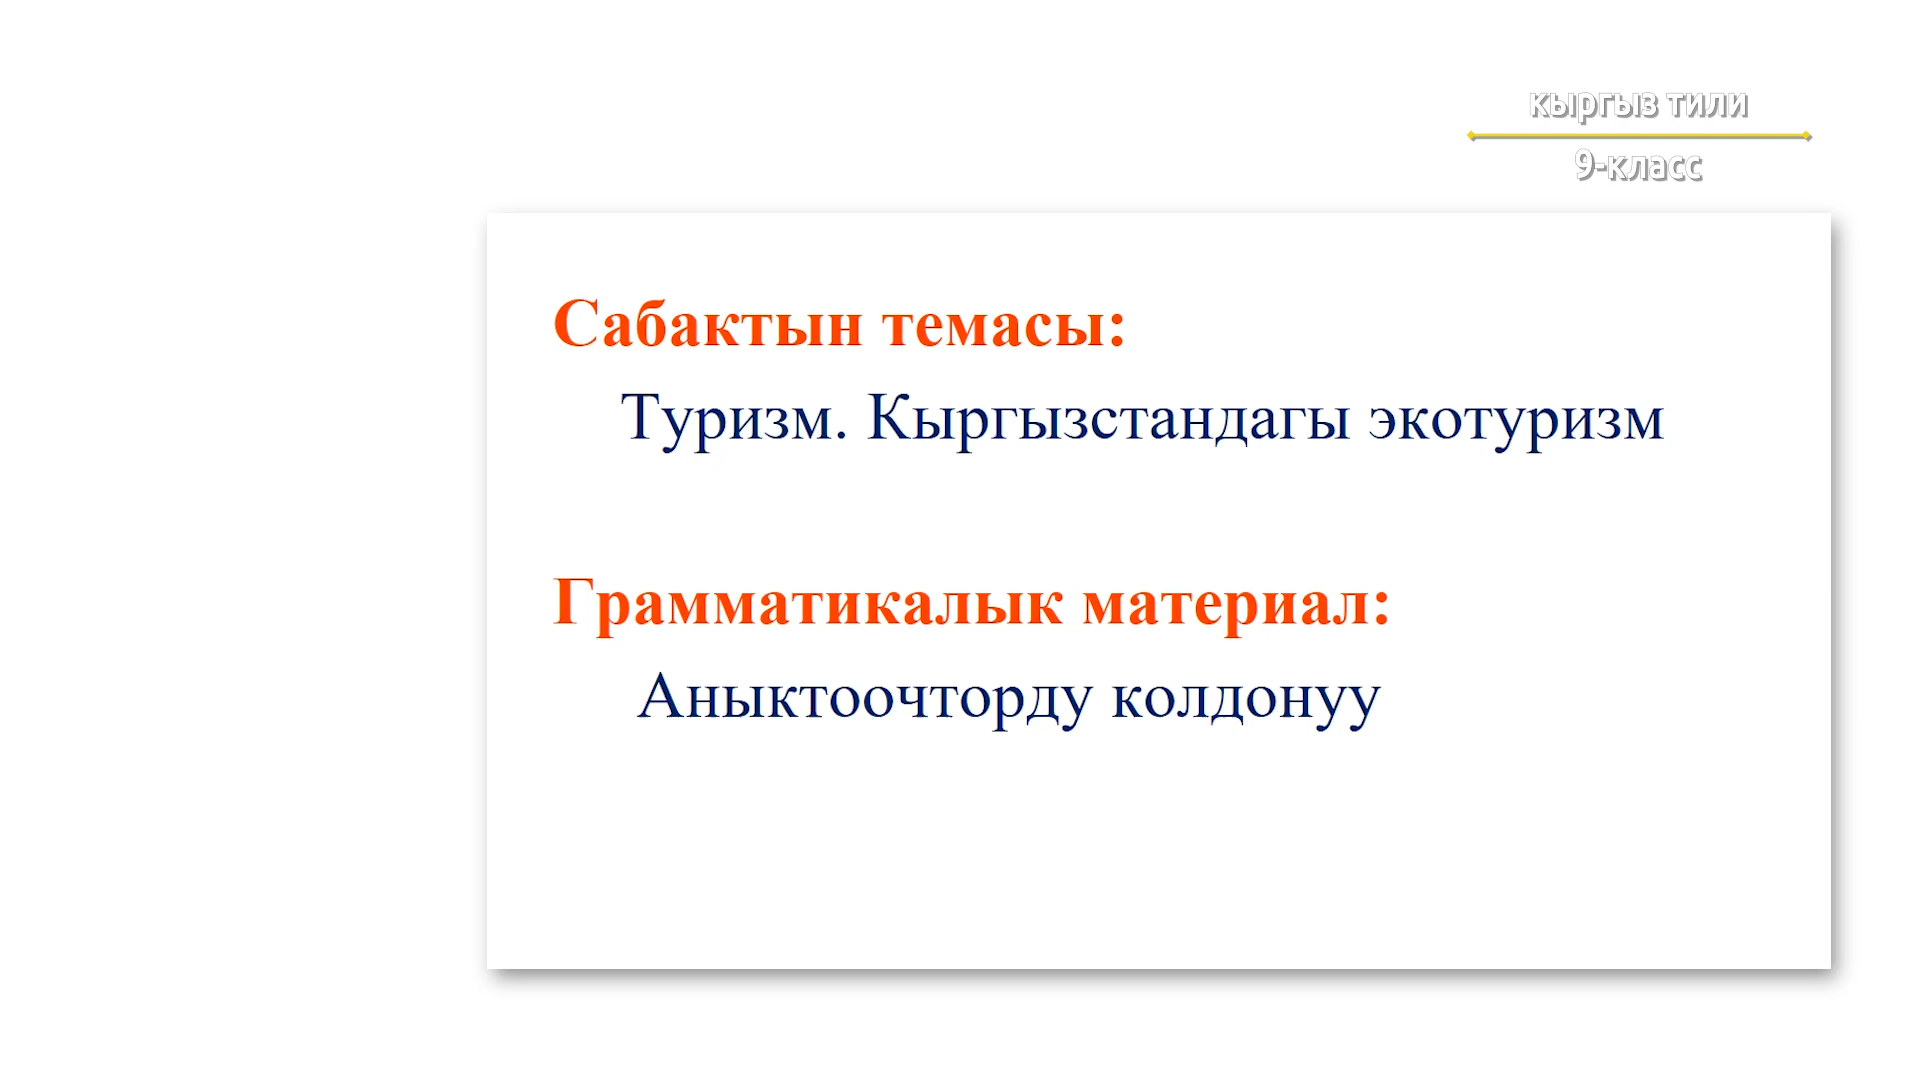 кыргыз тили
9-класс
Сабактын темасы:
Туризм. Кыргызстандагы экотуризм
Грамматикалык материал:
Аныктоочторду колдонуу